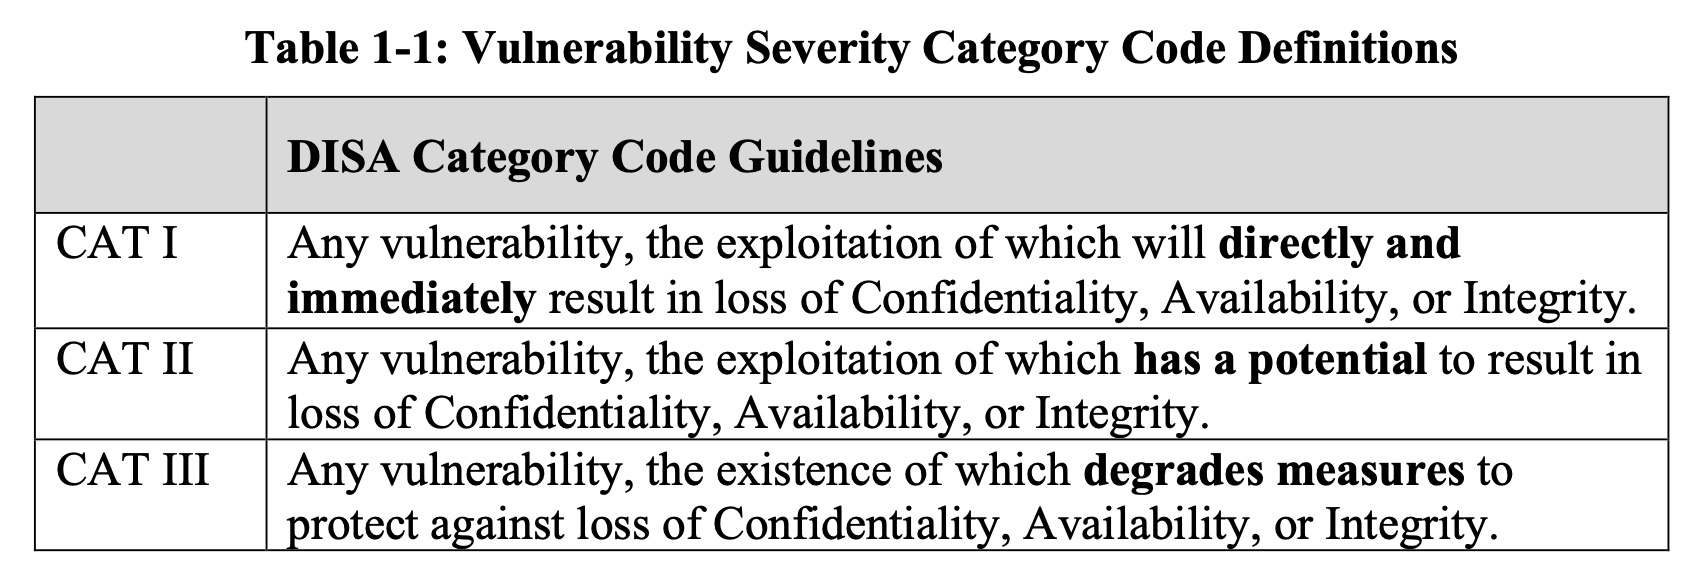 Table 1-1: Vulnerability Severity Category Code Definitions
DISA Category Code Guidelines
CAT I
Any vulnerability, the exploitation of which will directly and
immediately result in loss of Confidentiality, Availability, or Integrity.
CAT II
Any vulnerability, the exploitation of which has a potential to result in
loss of Confidentiality, Availability, or Integrity.
CAT III
Any vulnerability, the existence of which degrades measures to
protect against loss of Confidentiality, Availability, or Integrity.